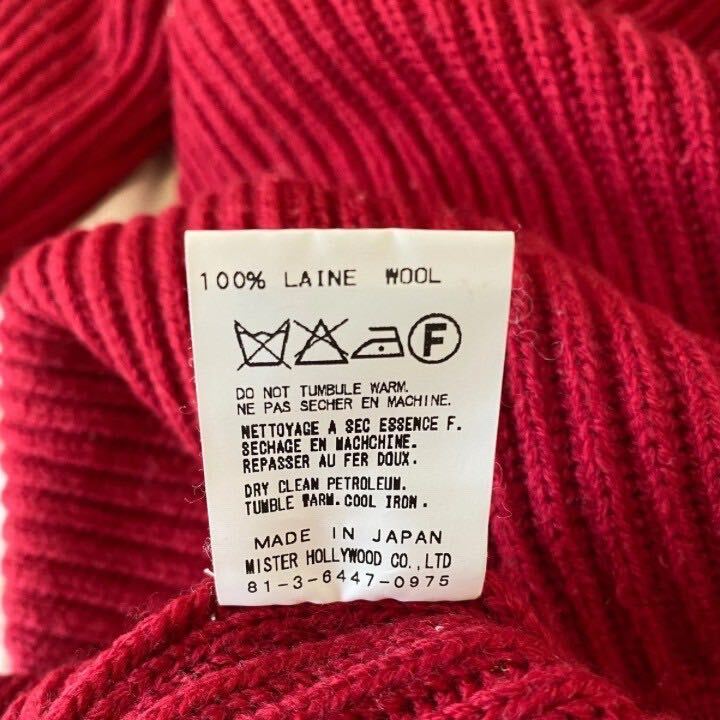 100% LAINE WOOL
F
DO NOT TUMBULE WARM.
NE PAS SECHER EN MACHINE.
NETTOYAGE A SEC ESSENCE F.
SECHAGE EN MACHCHINE.
REPASSER AU FER DOUX.
DRY CLEAN PETROLEUM.
TUMBLE WARM. COOL IRON.
MADE IN JAPAN
MISTER HOLLYWOOD CO., LTD
81-3-6447-0975